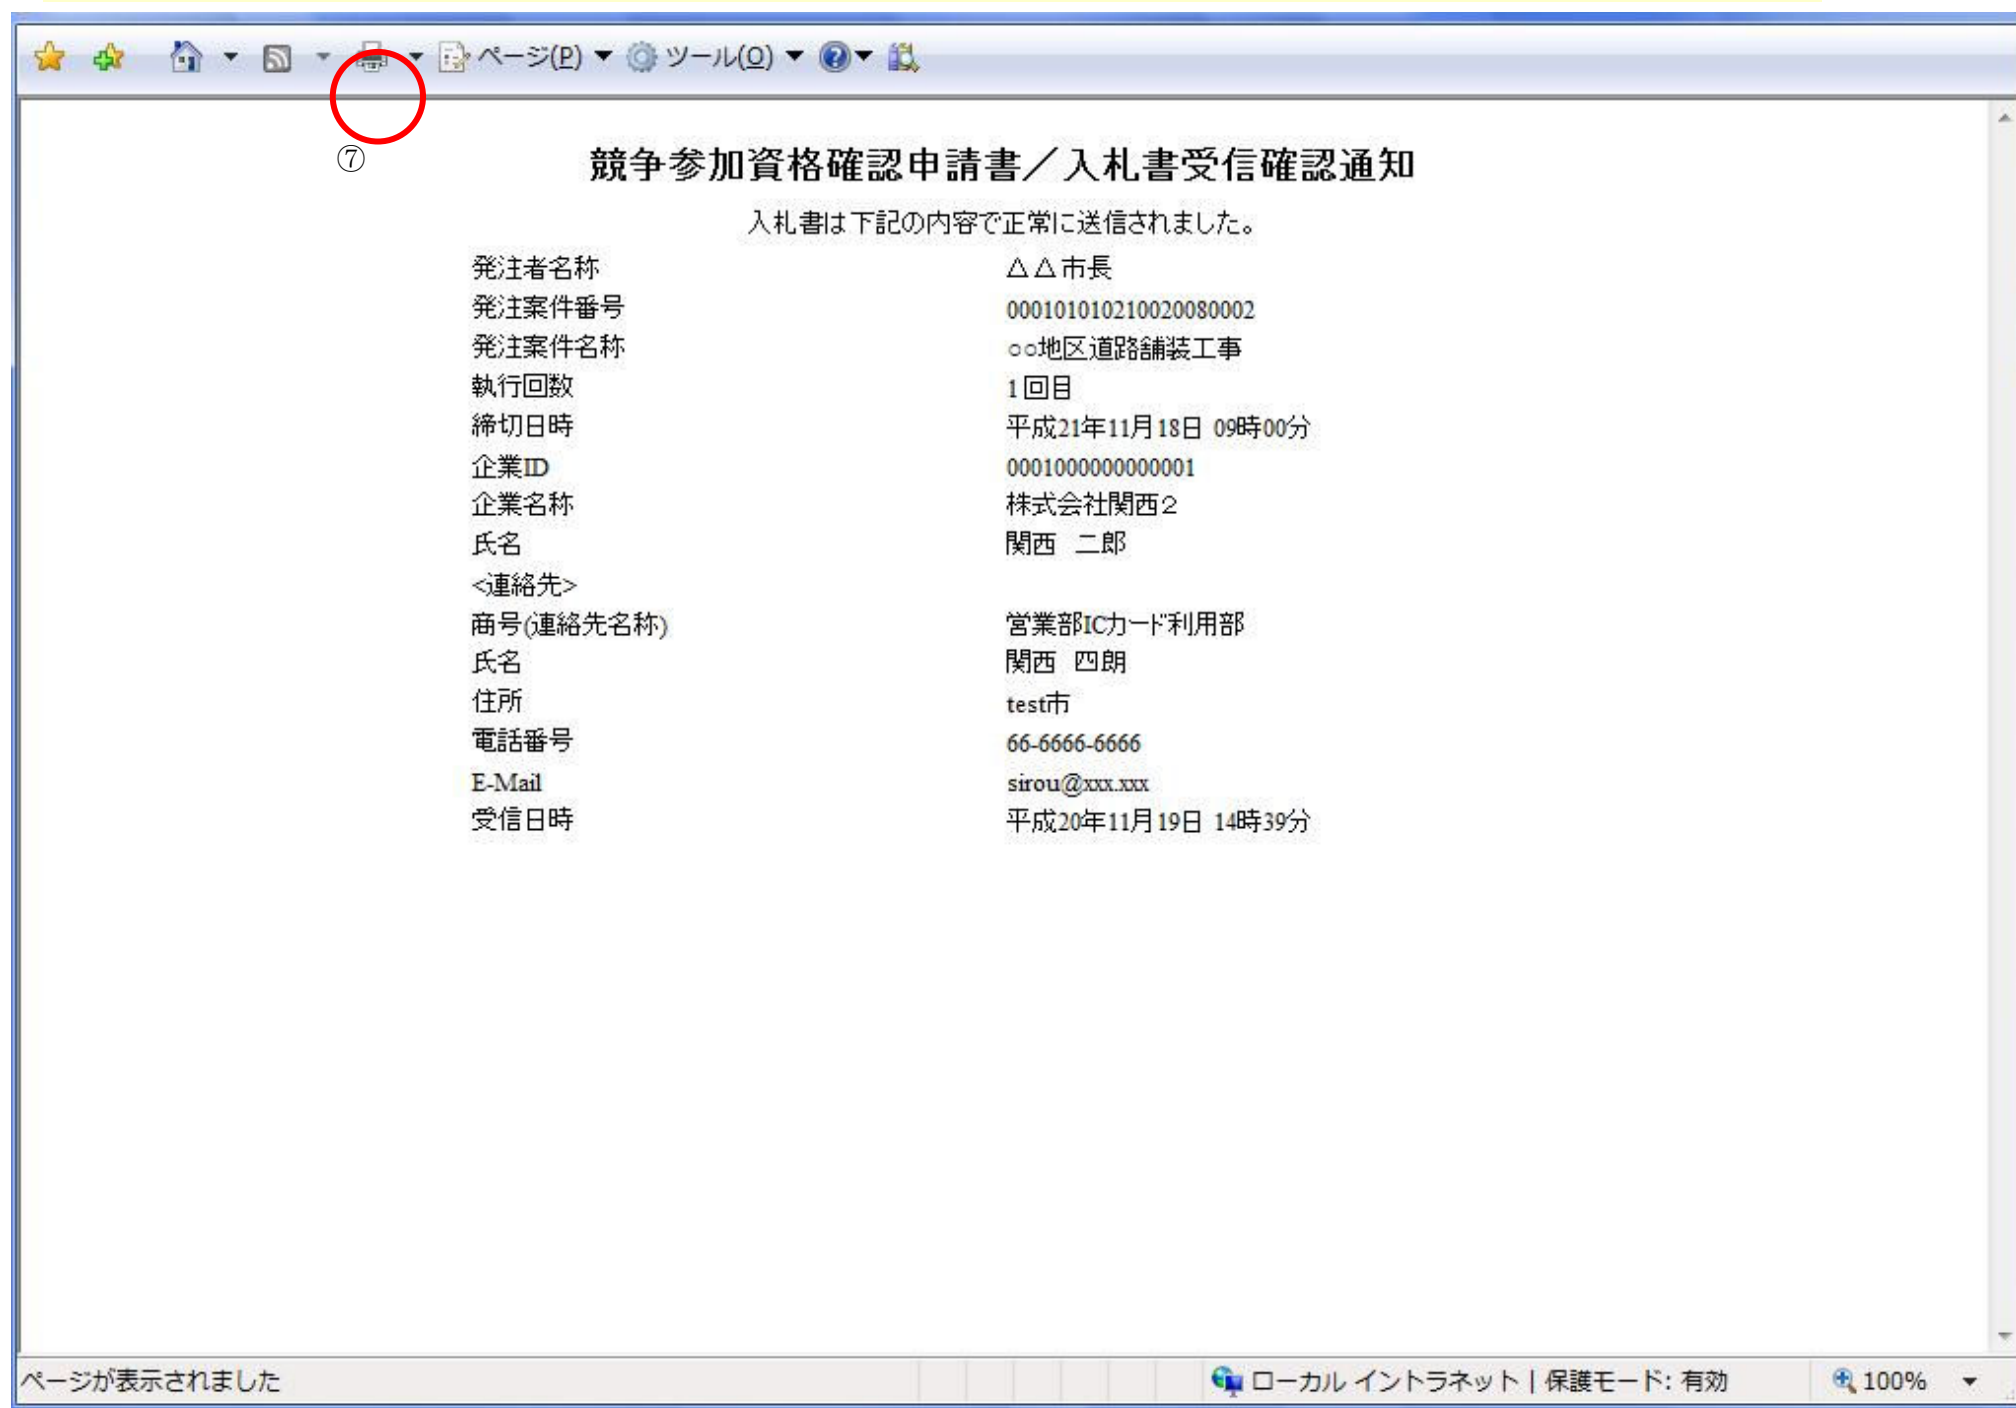 ページ(P) ツール(O)
⑦
競争参加資格確認申請書／入札書受信確認通知
入札書は下記の内容で正常に送信されました。
発注者名称 △△市長
発注案件番号 000101010210020080002
発注案件名称 ○○地区道路舗装工事
執行回数 1回目
締切日時 平成21年11月18日 09時00分
企業ID 0001000000000001
企業名称 株式会社関西２
氏名 関西 二郎
<連絡先>
商号(連絡先名称) 営業部ICカード利用部
氏名 関西 四朗
住所 test市
電話番号 66-6666-6666
E-Mail sirou@xxx.xxx
受信日時 平成20年11月19日 14時39分
ページが表示されました ローカル イントラネット | 保護モード: 有効 100%